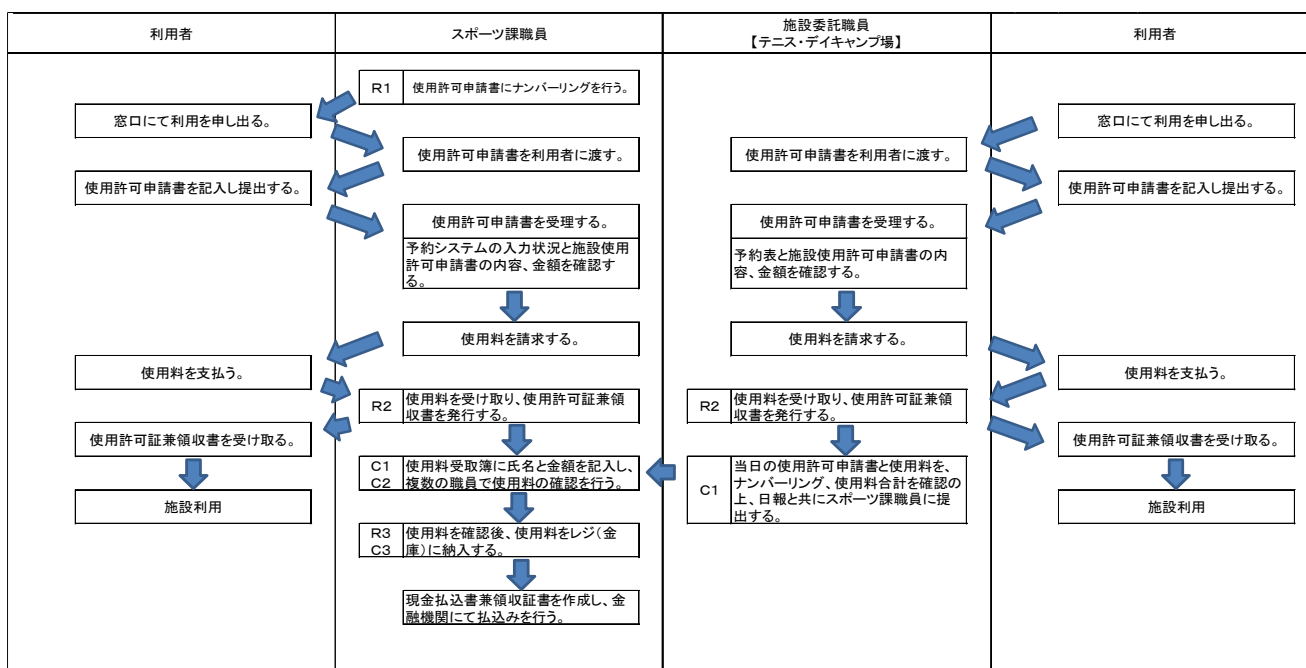 利用者
スポーツ課職員
施設委託職員
【テニス・デイキャンプ場】
利用者
R1
使用許可申請書にナンバーリングを行う。
窓口にて利用を申し出る。
窓口にて利用を申し出る。
使用許可申請書を利用者に渡す。
使用許可申請書を利用者に渡す。
使用許可申請書を記入し提出する。
使用許可申請書を記入し提出する。
使用許可申請書を受理する。
予約システムの入力状況と施設使用
許可申請書の内容、金額を確認す
る。
使用許可申請書を受理する。
予約表と施設使用許可申請書の内
容、金額を確認する。
使用料を請求する。
使用料を請求する。
使用料を支払う。
使用料を支払う。
R2
使用料を受け取り、使用許可証兼領
収書を発行する。
R2
使用料を受け取り、使用許可証兼領
収書を発行する。
使用許可証兼領収書を受け取る。
使用許可証兼領収書を受け取る。
C1
C2
使用料受取簿に氏名と金額を記入し、
複数の職員で使用料の確認を行う。
C1
当日の使用許可申請書と使用料を、
ナンバーリング、使用料合計を確認の
上、日報と共にスポーツ課職員に提
出する。
施設利用
施設利用
R3
C3
使用料を確認後、使用料をレジ(金
庫)に納入する。
現金払込書兼領収証書を作成し、金
融機関にて払込みを行う。